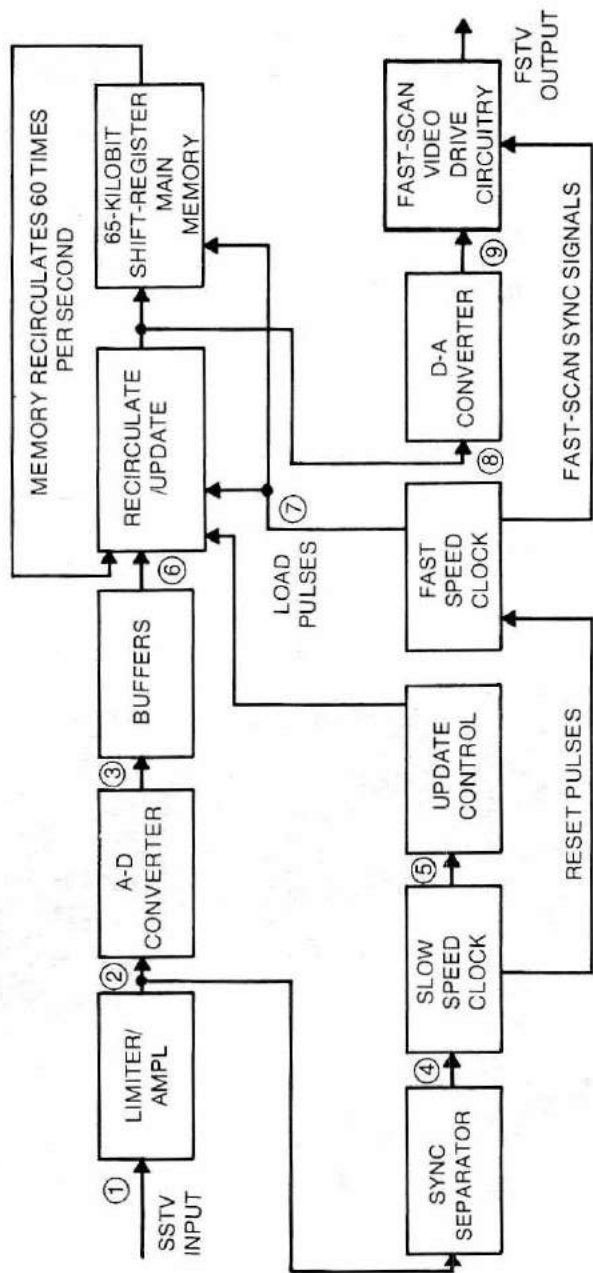 MEMORY RECIRCULATES 60 TIMES
PER SECOND
①
SSTV
INPUT
LIMITER/
AMPL
②
A-D
CONVERTER
③
BUFFERS
⑥
RECIRCULATE
/UPDATE
65-KILOBIT
SHIFT-REGISTER
MAIN
MEMORY
LOAD
PULSES
⑦
SYNC
SEPARATOR
④
SLOW
SPEED
CLOCK
⑤
UPDATE
CONTROL
FAST
SPEED
CLOCK
⑧
D-A
CONVERTER
⑨
FAST-SCAN
VIDEO
DRIVE
CIRCUITRY
FSTV
OUTPUT
RESET PULSES
FAST-SCAN SYNC SIGNALS